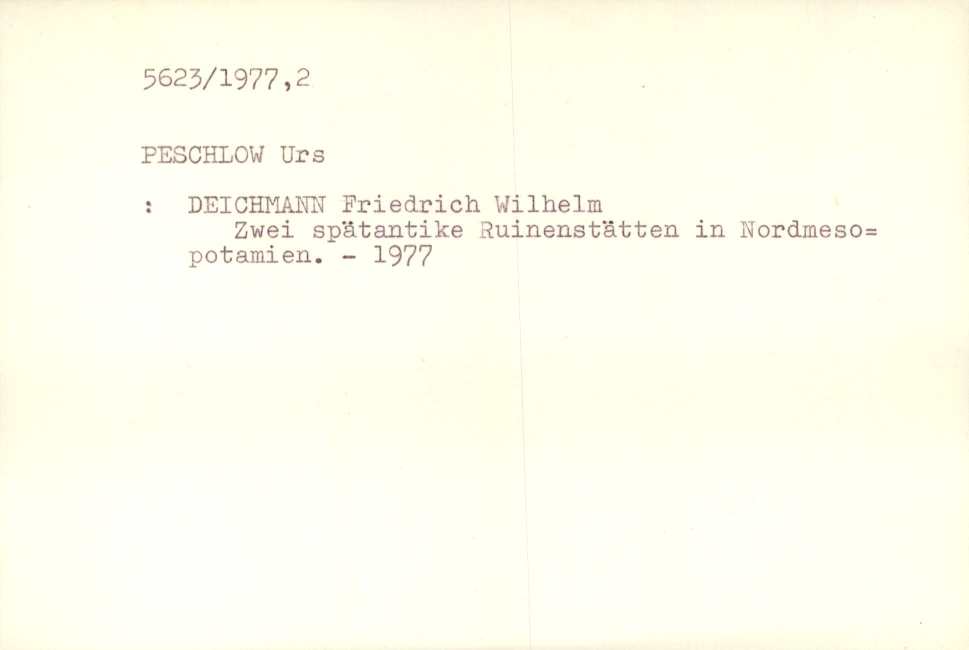 5623/1977,2
PESCHLOW Urs
: DEICHMANN Friedrich Wilhelm
Zwei spätantike Ruinenstätten in Nordmeso=
potamien. - 1977